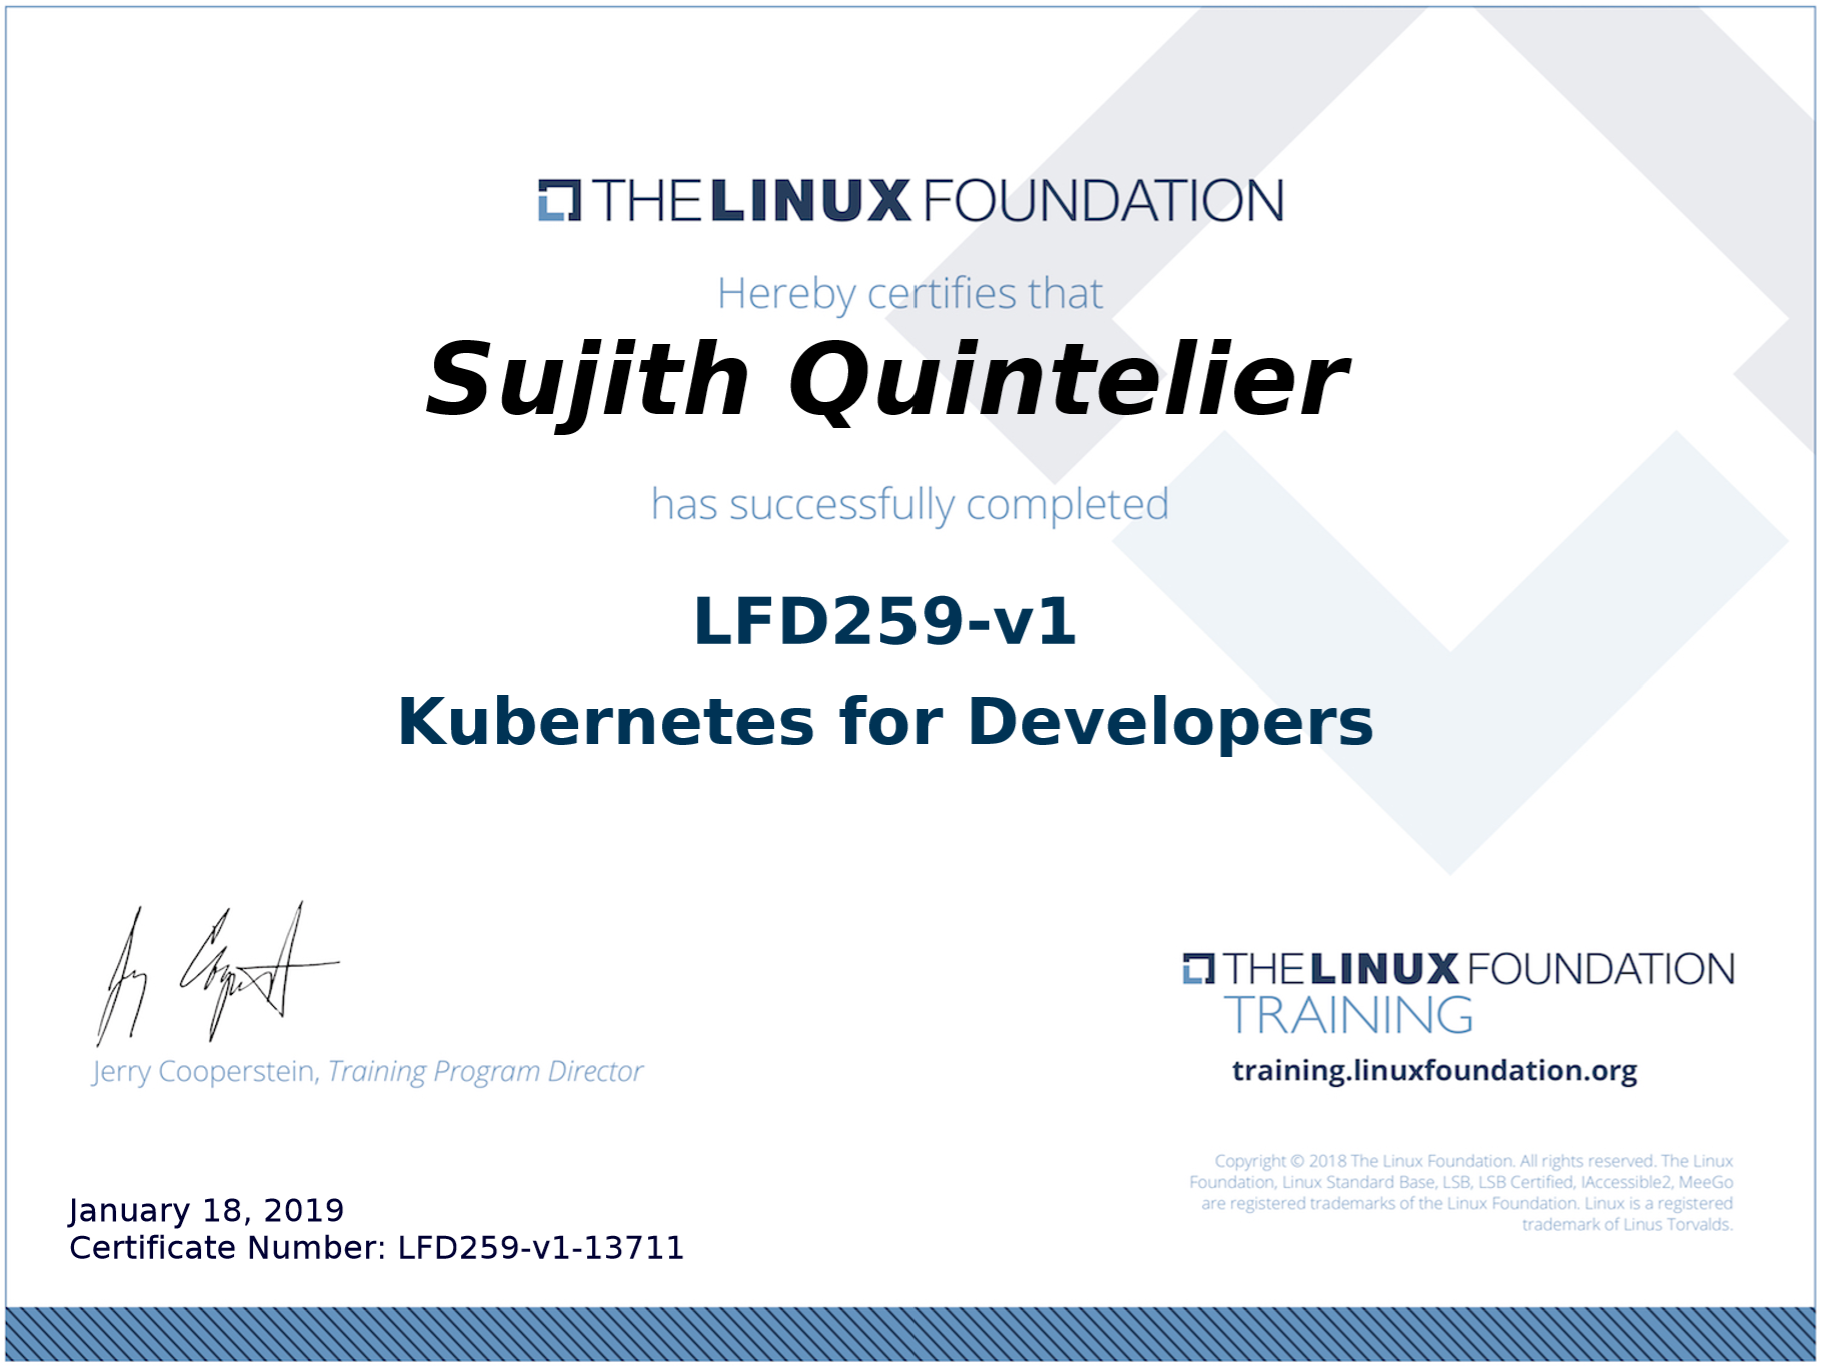 THE LINUX FOUNDATION
Hereby certifies that
Sujith Quintelier
has successfully completed
LFD259-v1
Kubernetes for Developers
Jerry Cooperstein, Training Program Director
THE LINUX FOUNDATION
TRAINING
training.linuxfoundation.org
Copyright © 2018 The Linux Foundation. All rights reserved. The Linux
Foundation, Linux Standard Base, LSB, LSB Certified, IAccessible2, MeeGo
are registered trademarks of the Linux Foundation. Linux is a registered
trademark of Linus Torvalds.
January 18, 2019
Certificate Number: LFD259-v1-13711